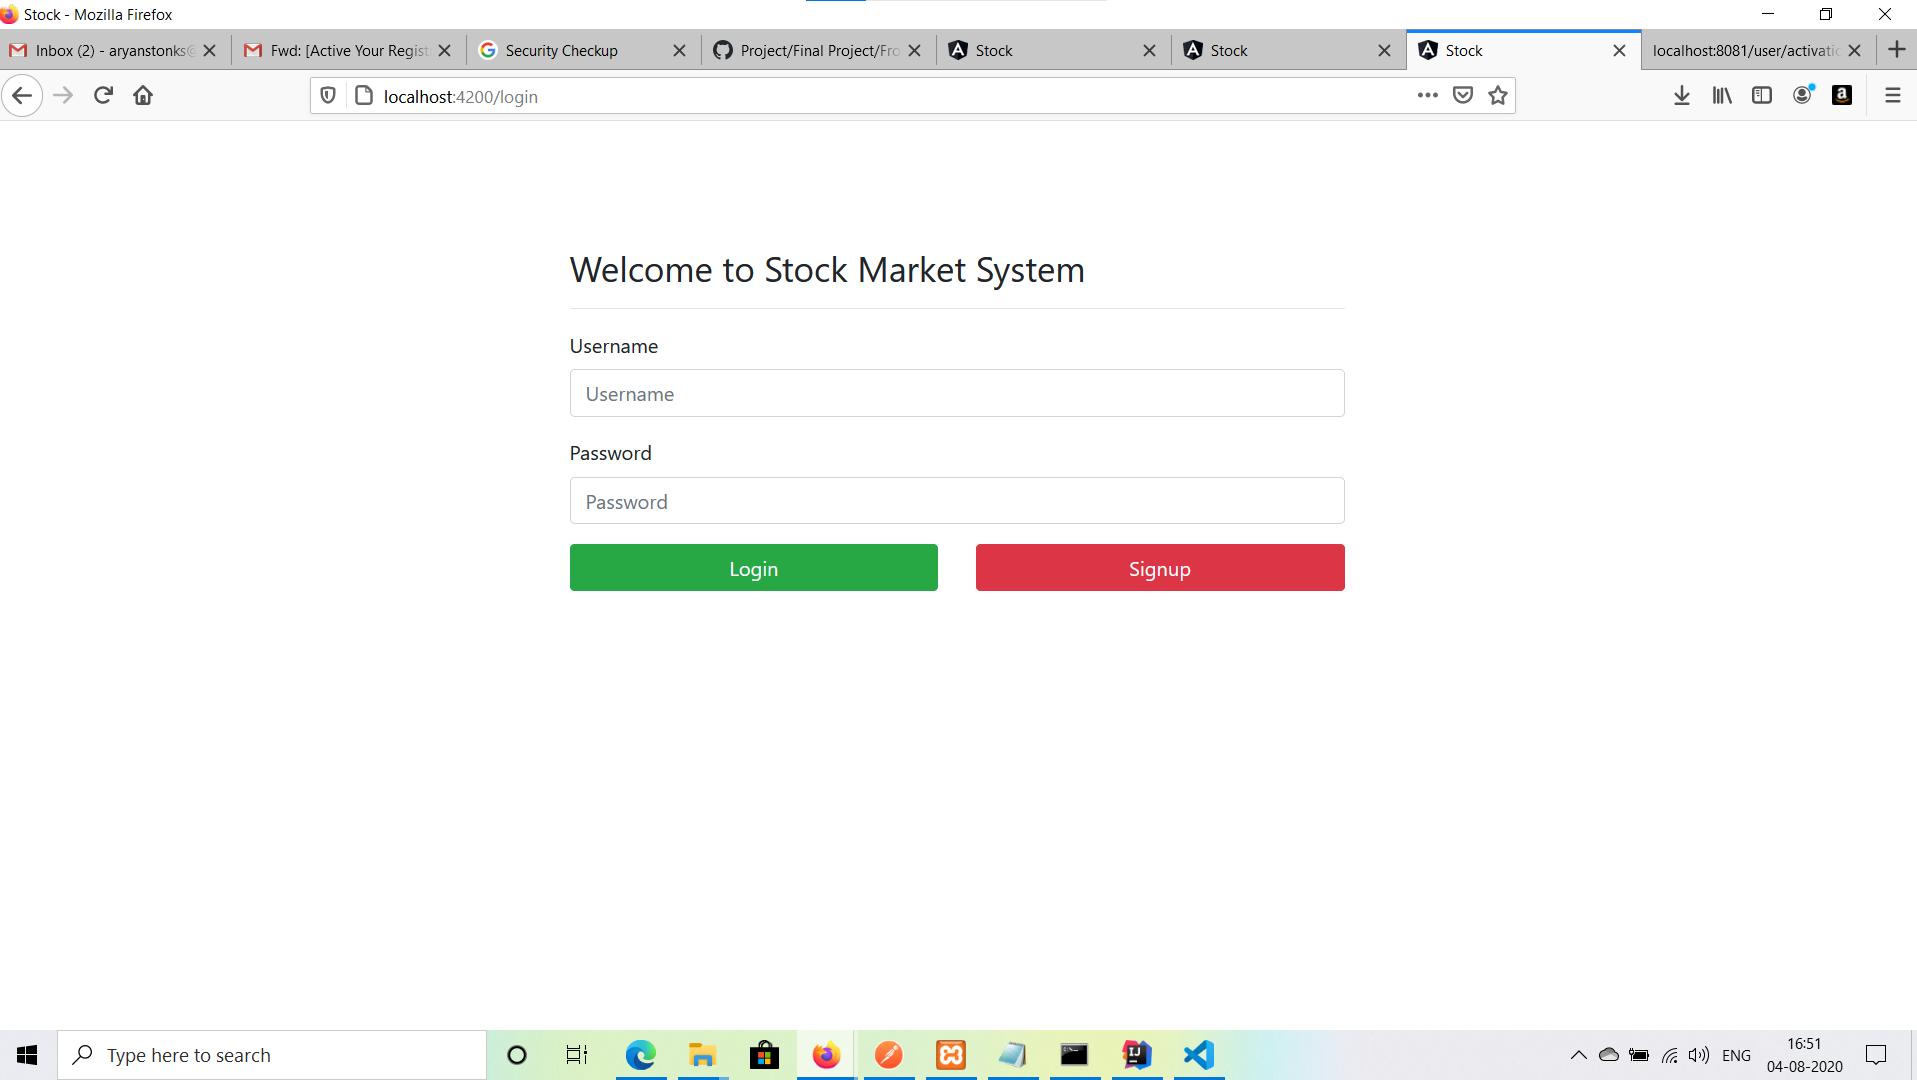 Stock - Mozilla Firefox
Inbox (2) - aryanstonks@
Fwd: [Active Your Regist
Security Checkup
Project/Final Project/Fro
Stock
Stock
Stock
localhost:8081/user/activatic
localhost:4200/login
Welcome to Stock Market System
Username
Username
Password
Password
Login
Signup
Type here to search
ENG
16:51
04-08-2020